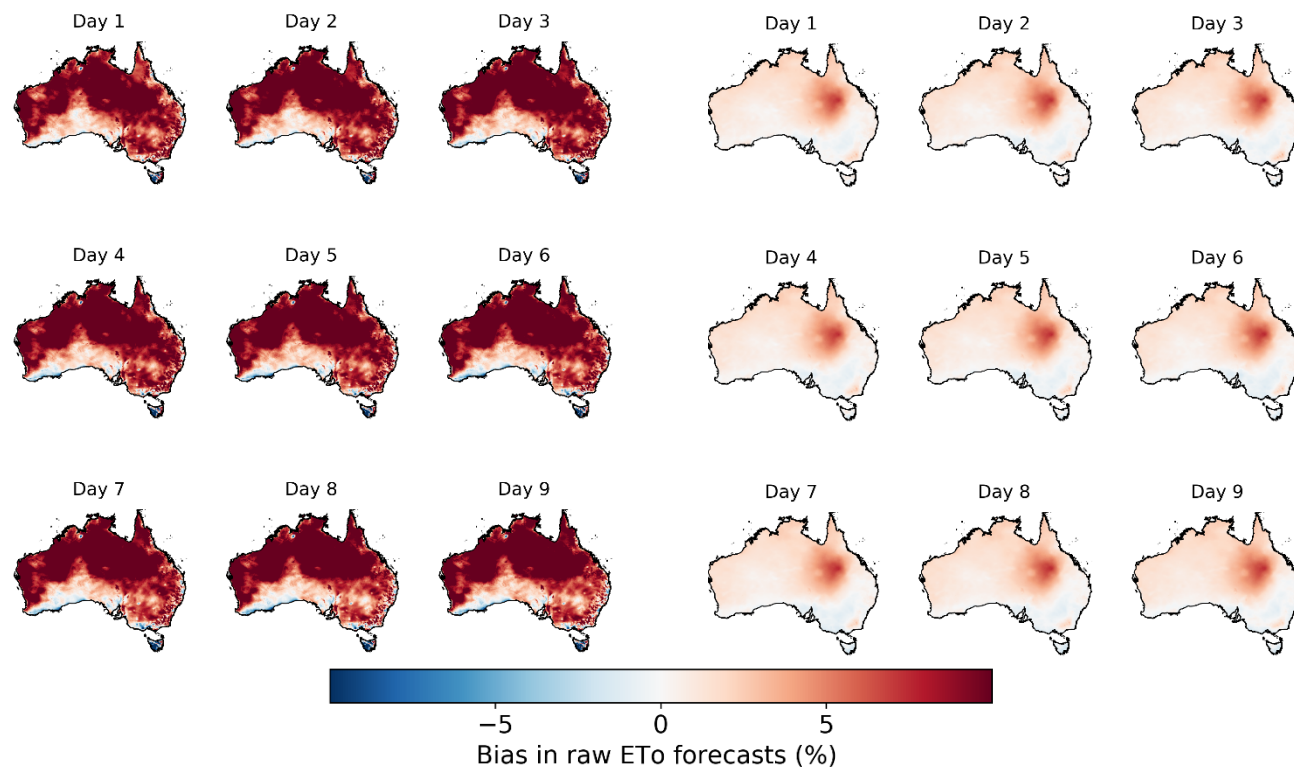 Day 1 Day 2 Day 3 Day 1 Day 2 Day 3
Day 4 Day 5 Day 6 Day 4 Day 5 Day 6
Day 7 Day 8 Day 9 Day 7 Day 8 Day 9
−5 0 5
Bias in raw ETo forecasts (%)